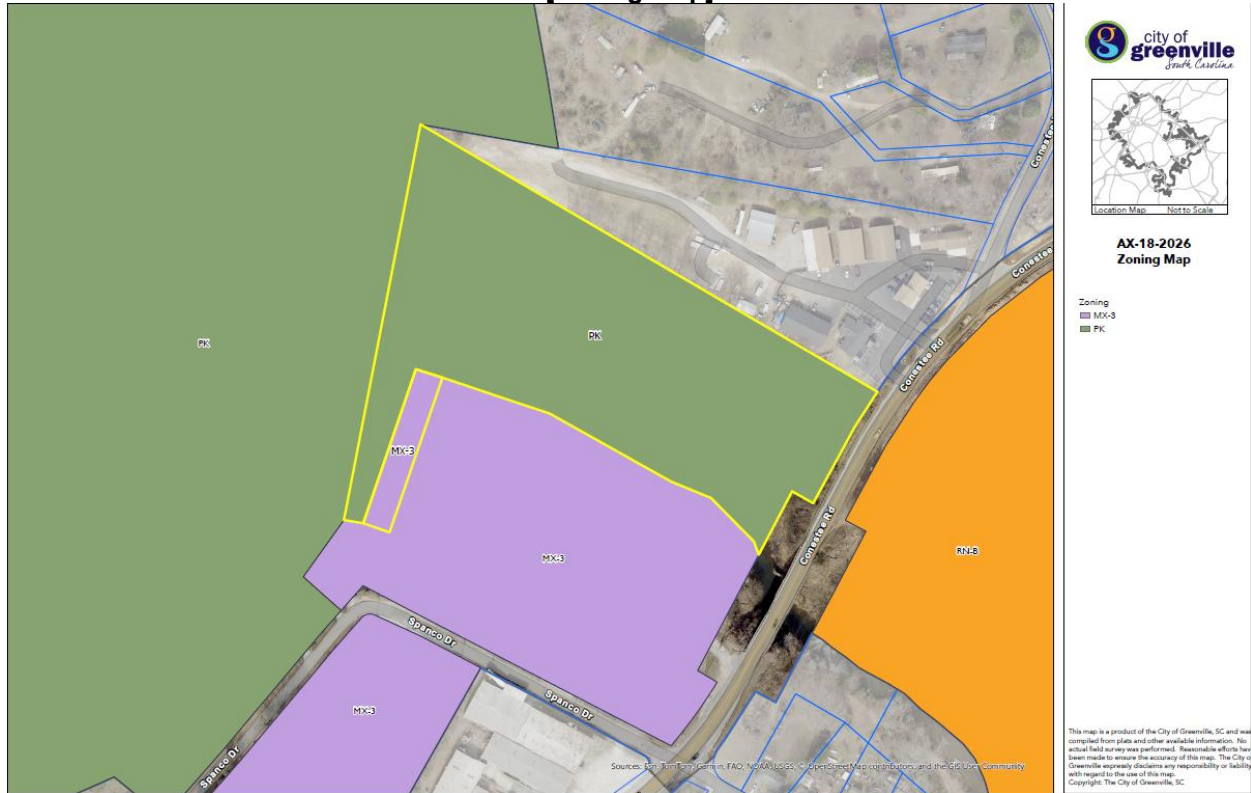 city of
greenville
South Carolina
Location Map Not to Scale
AX-18-2026
Zoning Map
Zoning
MX-3
PK
PK
PK
MX-3
MX-3
MX-3
RN-B
Conestee
Conestee Rd
Conestee Rd
Spanco Dr
Spanco Dr
Spanco Dr
Sources: Esri, TomTom, Garmin, FAO, NOAA, USGS, © OpenStreetMap contributors, and the GIS User Community
This map is a product of the City of Greenville, SC and was
compiled from plats and other available information. No
actual field survey was performed. Reasonable efforts have
been made to ensure the accuracy of this map. The City of
Greenville expressly disclaims any responsibility or liability
with regard to the use of this map.
Copyright: The City of Greenville, SC